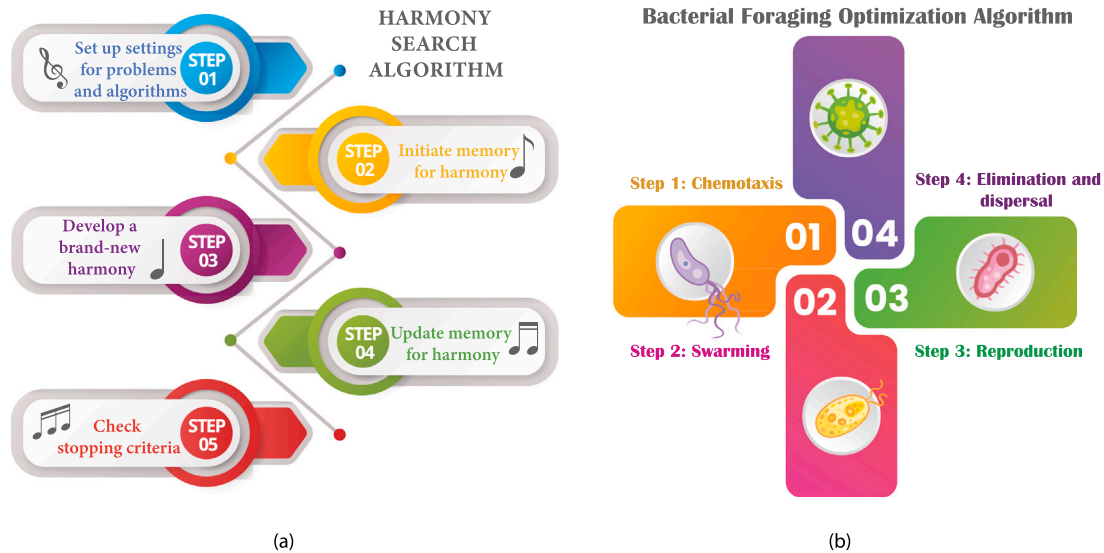 HARMONY
SEARCH
ALGORITHM
Set up settings
for problems
and algorithms
STEP
01
STEP
02
Initiate memory
for harmony
Develop a
brand-new
harmony
STEP
03
STEP
04
Update memory
for harmony
Check
stopping criteria
STEP
05
(a)
Bacterial Foraging Optimization Algorithm
Step 1: Chemotaxis
Step 4: Elimination and
dispersal
01
04
02
03
Step 2: Swarming
Step 3: Reproduction
(b)